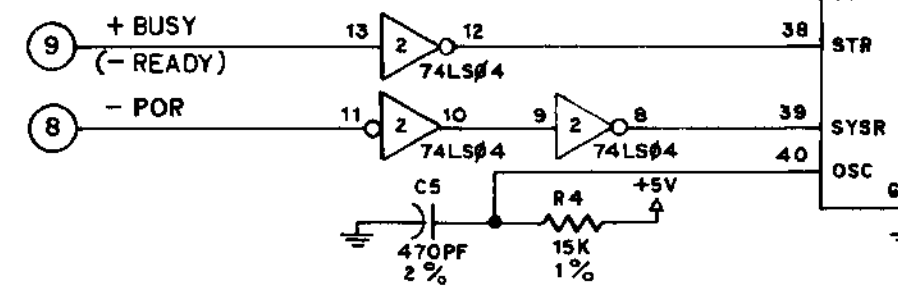 + BUSY
9
13 2 12 38 STR
(- READY)
74LSØ4
- POR
8
11 2 10 9 2 8 39 SYSR
74LSØ4 74LSØ4
40 OSC
C5 R4 +5V
470PF 15K
2% 1%